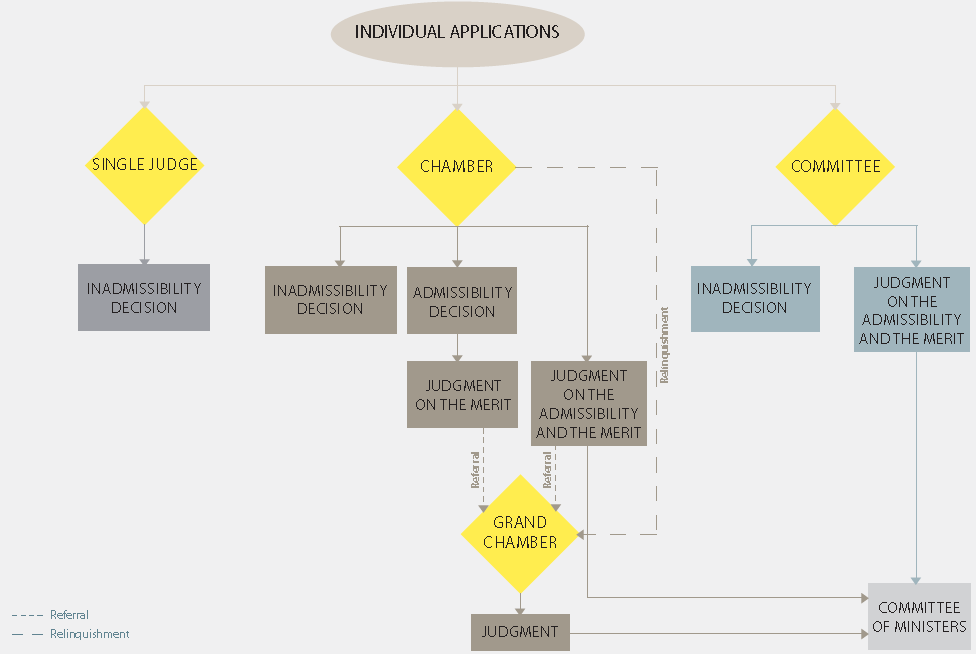 INDIVIDUAL APPLICATIONS
SINGLE JUDGE
CHAMBER
COMMITTEE
INADMISSIBILITY
DECISION
INADMISSIBILITY
DECISION
ADMISSIBILITY
DECISION
INADMISSIBILITY
DECISION
JUDGMENT
ON THE
ADMISSIBILITY
AND THE MERIT
Relinquishment
JUDGMENT
ON THE MERIT
JUDGMENT
ON THE
ADMISSIBILITY
AND THE MERIT
Referral
Referral
GRAND
CHAMBER
JUDGMENT
COMMITTEE
OF MINISTERS
Referral
Relinquishment